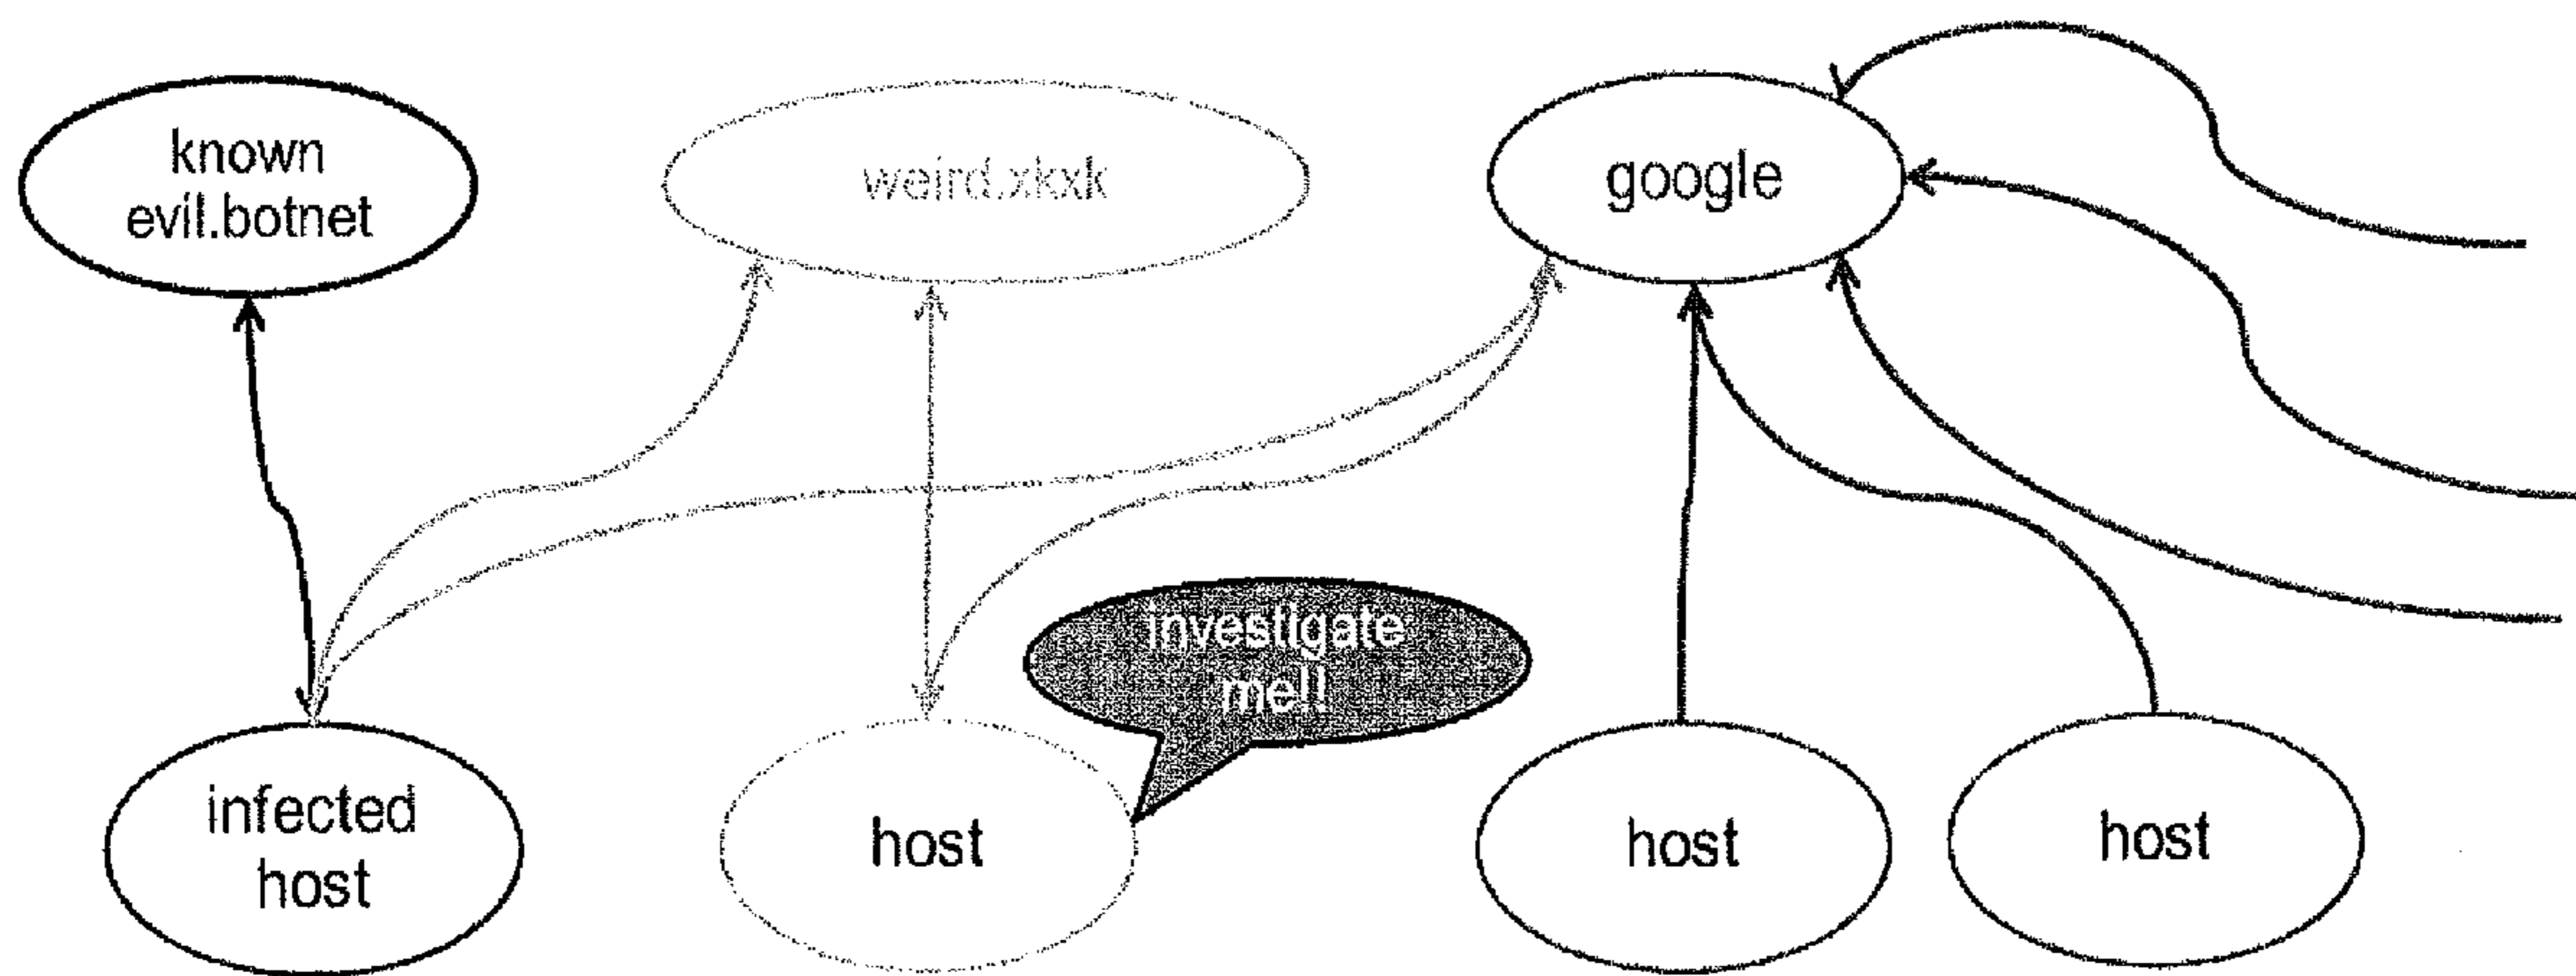 known
evil.botnet
weird.xkxk
google
investigate
me!!
infected
host
host
host
host